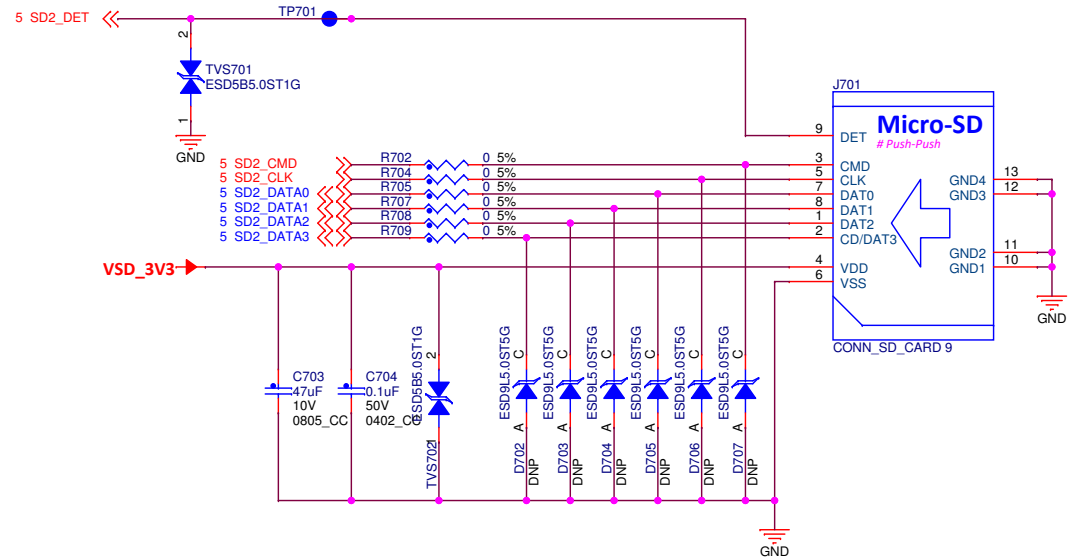 5 SD2_DET
TP701
2
TVS701
ESD5B5.0ST1G
1
GND
J701
Micro-SD
# Push-Push
9 DET
5 SD2_CMD R702 0 5% 3 CMD
5 SD2_CLK R704 0 5% 5 CLK
5 SD2_DATA0 R705 0 5% 7 DAT0
5 SD2_DATA1 R707 0 5% 8 DAT1
5 SD2_DATA2 R708 0 5% 1 DAT2
5 SD2_DATA3 R709 0 5% 2 CD/DAT3
GND4 13
GND3 12
GND2 11
GND1 10
GND
VSD_3V3 4 VDD
6 VSS
CONN_SD_CARD 9
C703
47uF
10V
0805_CC
C704
0.1uF
50V
0402_CC
ESD5B5.0ST1G
2
1
TVS702
ESD9L5.0ST5G C
A
D702
DNP
ESD9L5.0ST5G C
A
D703
DNP
ESD9L5.0ST5G C
A
D704
DNP
ESD9L5.0ST5G C
A
D705
DNP
ESD9L5.0ST5G C
A
D706
DNP
ESD9L5.0ST5G C
A
D707
DNP
GND